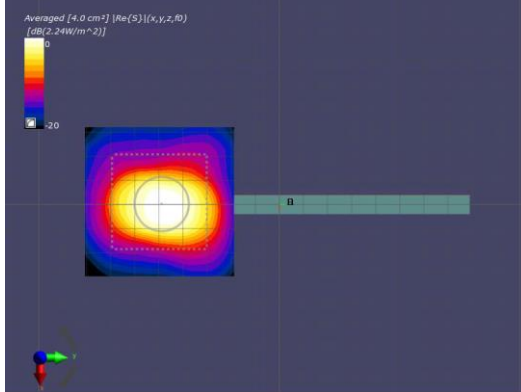 Averaged [4.0 cm²] |Re{S}|(x,y,z,f0)
[dB(2.24W/m^2)]
0
-20
n
y